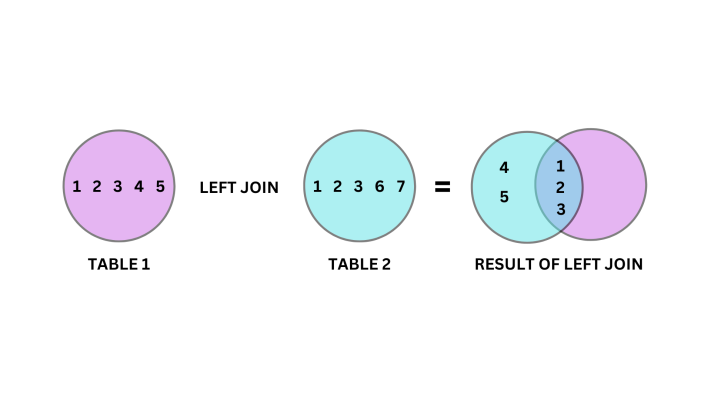 1 2 3 4 5
LEFT JOIN
1 2 3 6 7
=
4
5
1
2
3
TABLE 1
TABLE 2
RESULT OF LEFT JOIN